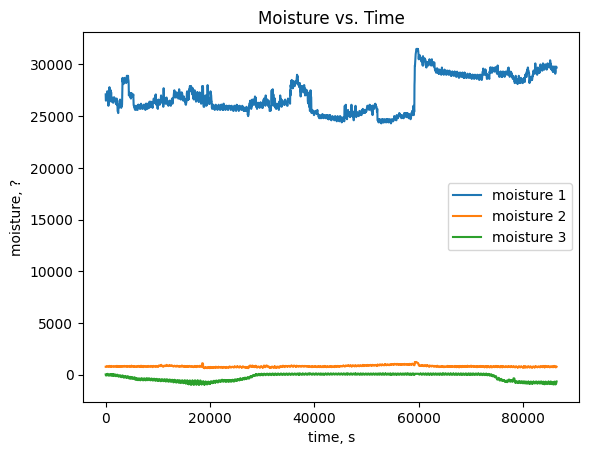 Moisture vs. Time
moisture, ?
30000
25000
20000
15000
10000
5000
0
moisture 1
moisture 2
moisture 3
0 20000 40000 60000 80000
time, s